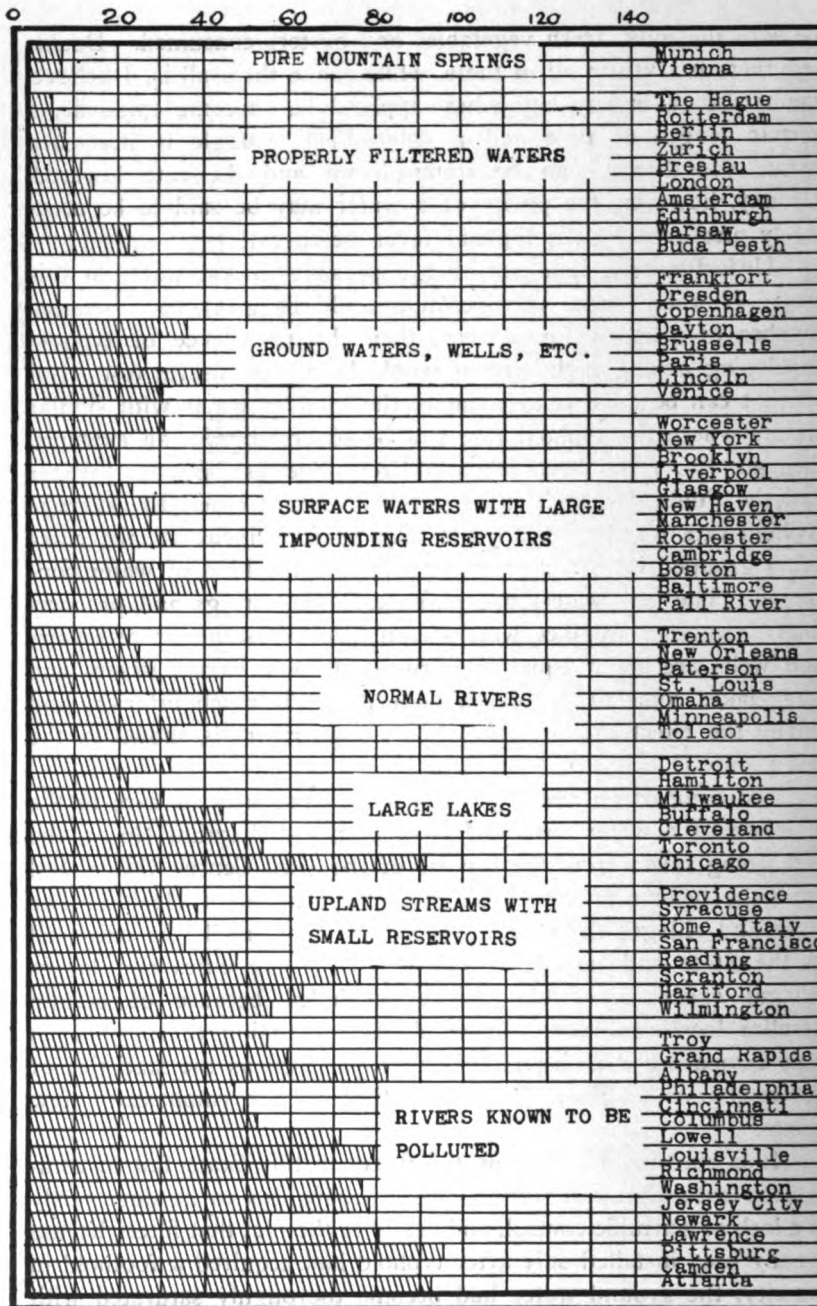 0 20 40 60 80 100 120 140
PURE MOUNTAIN SPRINGS
Munich
Vienna
PROPERLY FILTERED WATERS
The Hague
Rotterdam
Berlin
Zurich
Breslau
London
Amsterdam
Edinburgh
Warsaw
Buda Pesth
GROUND WATERS, WELLS, ETC.
Frankfort
Dresden
Copenhagen
Dayton
Brussells
Paris
Lincoln
Venice
SURFACE WATERS WITH LARGE
IMPOUNDING RESERVOIRS
Worcester
New York
Brooklyn
Liverpool
Glasgow
New Haven
Manchester
Rochester
Cambridge
Boston
Baltimore
Fall River
NORMAL RIVERS
Trenton
New Orleans
Paterson
St. Louis
Omaha
Minneapolis
Toledo
LARGE LAKES
Detroit
Hamilton
Milwaukee
Buffalo
Cleveland
Toronto
Chicago
UPLAND STREAMS WITH
SMALL RESERVOIRS
Providence
Syracuse
Rome, Italy
San Francisco
Reading
Scranton
Hartford
Wilmington
RIVERS KNOWN TO BE
POLLUTED
Troy
Grand Rapids
Albany
Philadelphia
Cincinnati
Columbus
Lowell
Louisville
Richmond
Washington
Jersey City
Newark
Lawrence
Pittsburg
Camden
Atlanta